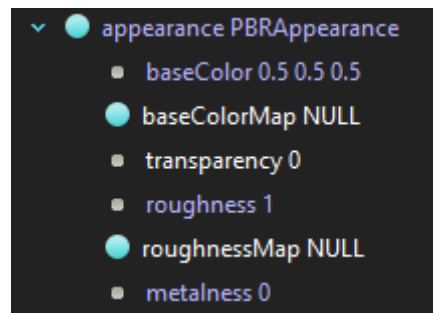 appearance PBRAppearance
baseColor 0.5 0.5 0.5
baseColorMap NULL
transparency 0
roughness 1
roughnessMap NULL
metalness 0